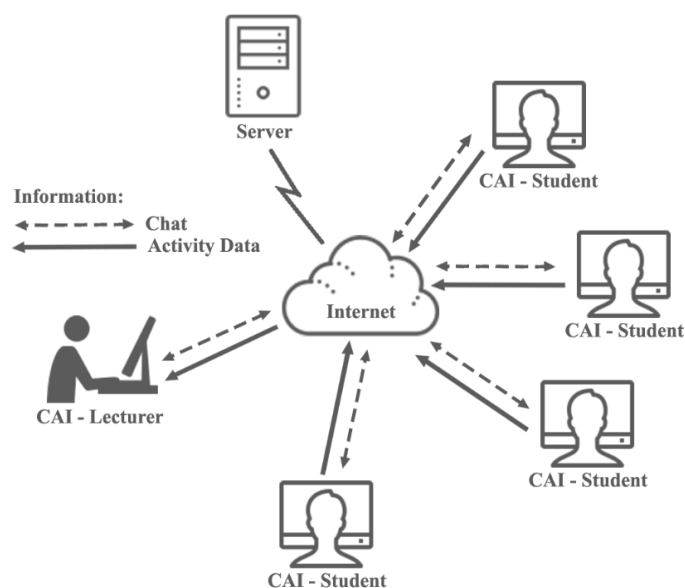 Server
CAI - Student
Information:
Chat
Activity Data
CAI - Student
Internet
CAI - Lecturer
CAI - Student
CAI - Student